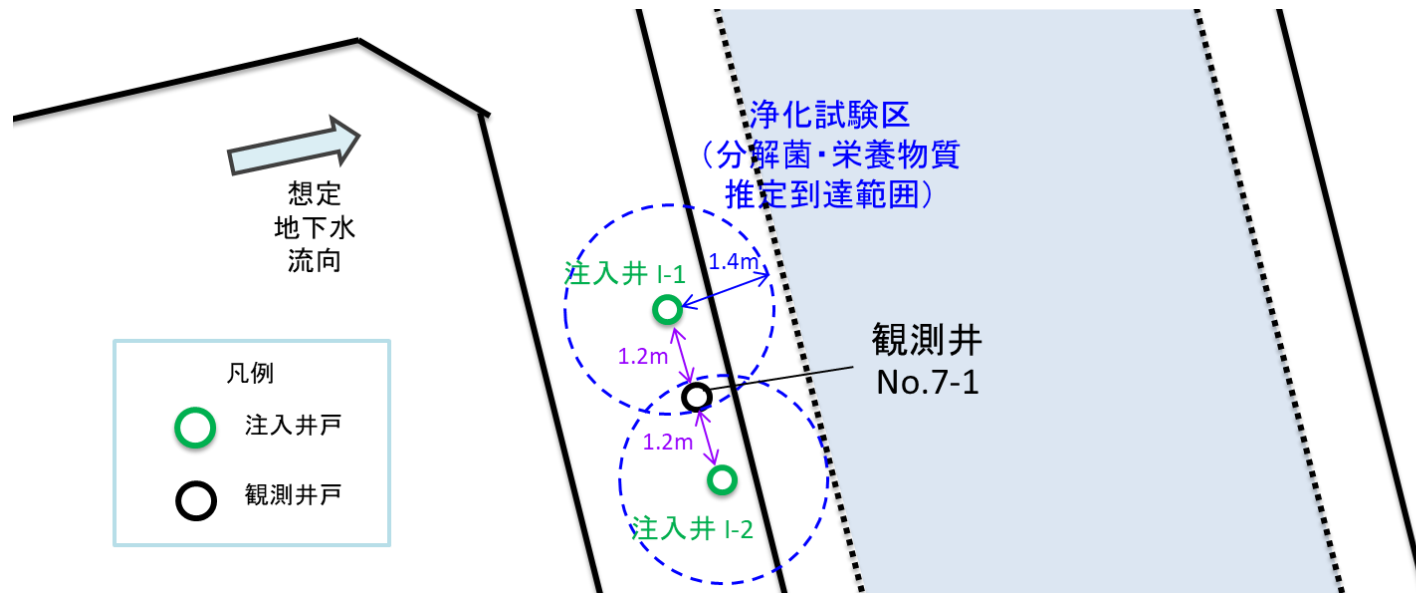 浄化試験区
（分解菌・栄養物質
推定到達範囲）
想定
地下水
流向
注入井 I-1
1.4m
1.2m
観測井
No.7-1
1.2m
注入井 I-2
凡例
注入井戸
観測井戸